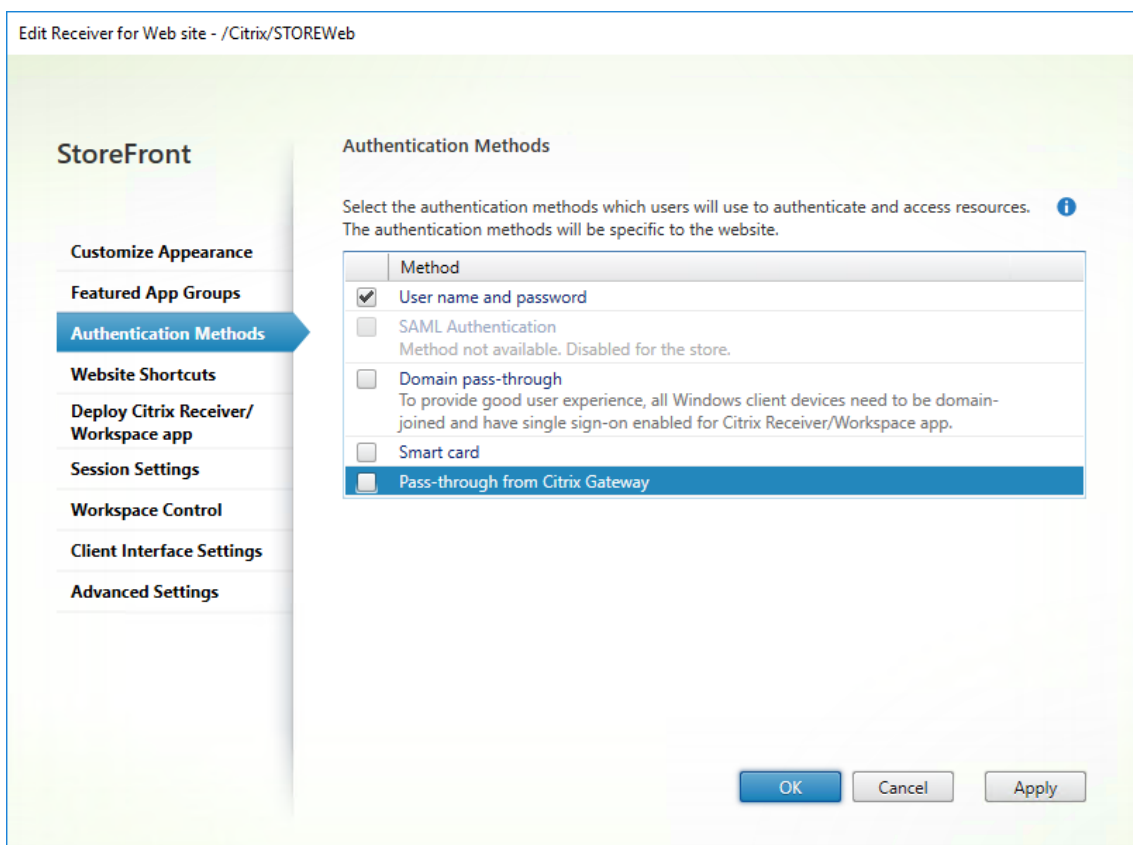 Edit Receiver for Web site - /Citrix/STOREWeb
StoreFront
Customize Appearance
Featured App Groups
Authentication Methods
Website Shortcuts
Deploy Citrix Receiver/
Workspace app
Session Settings
Workspace Control
Client Interface Settings
Advanced Settings
Authentication Methods
Select the authentication methods which users will use to authenticate and access resources.
The authentication methods will be specific to the website.
Method
User name and password
SAML Authentication
Method not available. Disabled for the store.
Domain pass-through
To provide good user experience, all Windows client devices need to be domain-
joined and have single sign-on enabled for Citrix Receiver/Workspace app.
Smart card
Pass-through from Citrix Gateway
OK
Cancel
Apply